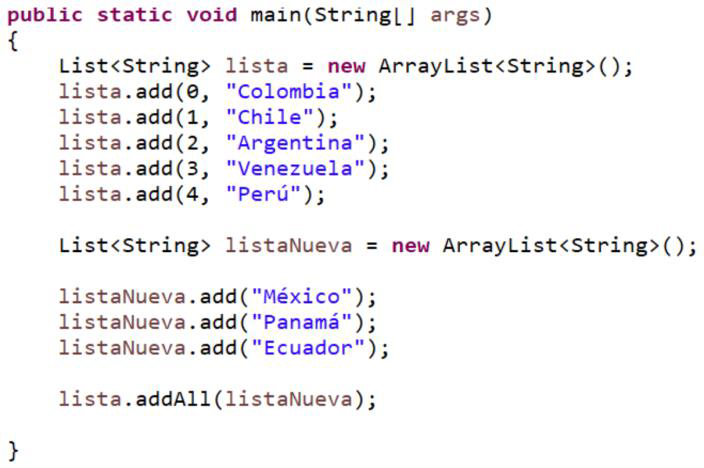 public static void main(String[] args)
{
List<String> lista = new ArrayList<String>();
lista.add(0, "Colombia");
lista.add(1, "Chile");
lista.add(2, "Argentina");
lista.add(3, "Venezuela");
lista.add(4, "Perú");
List<String> listaNueva = new ArrayList<String>();
listaNueva.add("México");
listaNueva.add("Panamá");
listaNueva.add("Ecuador");
lista.addAll(listaNueva);
}